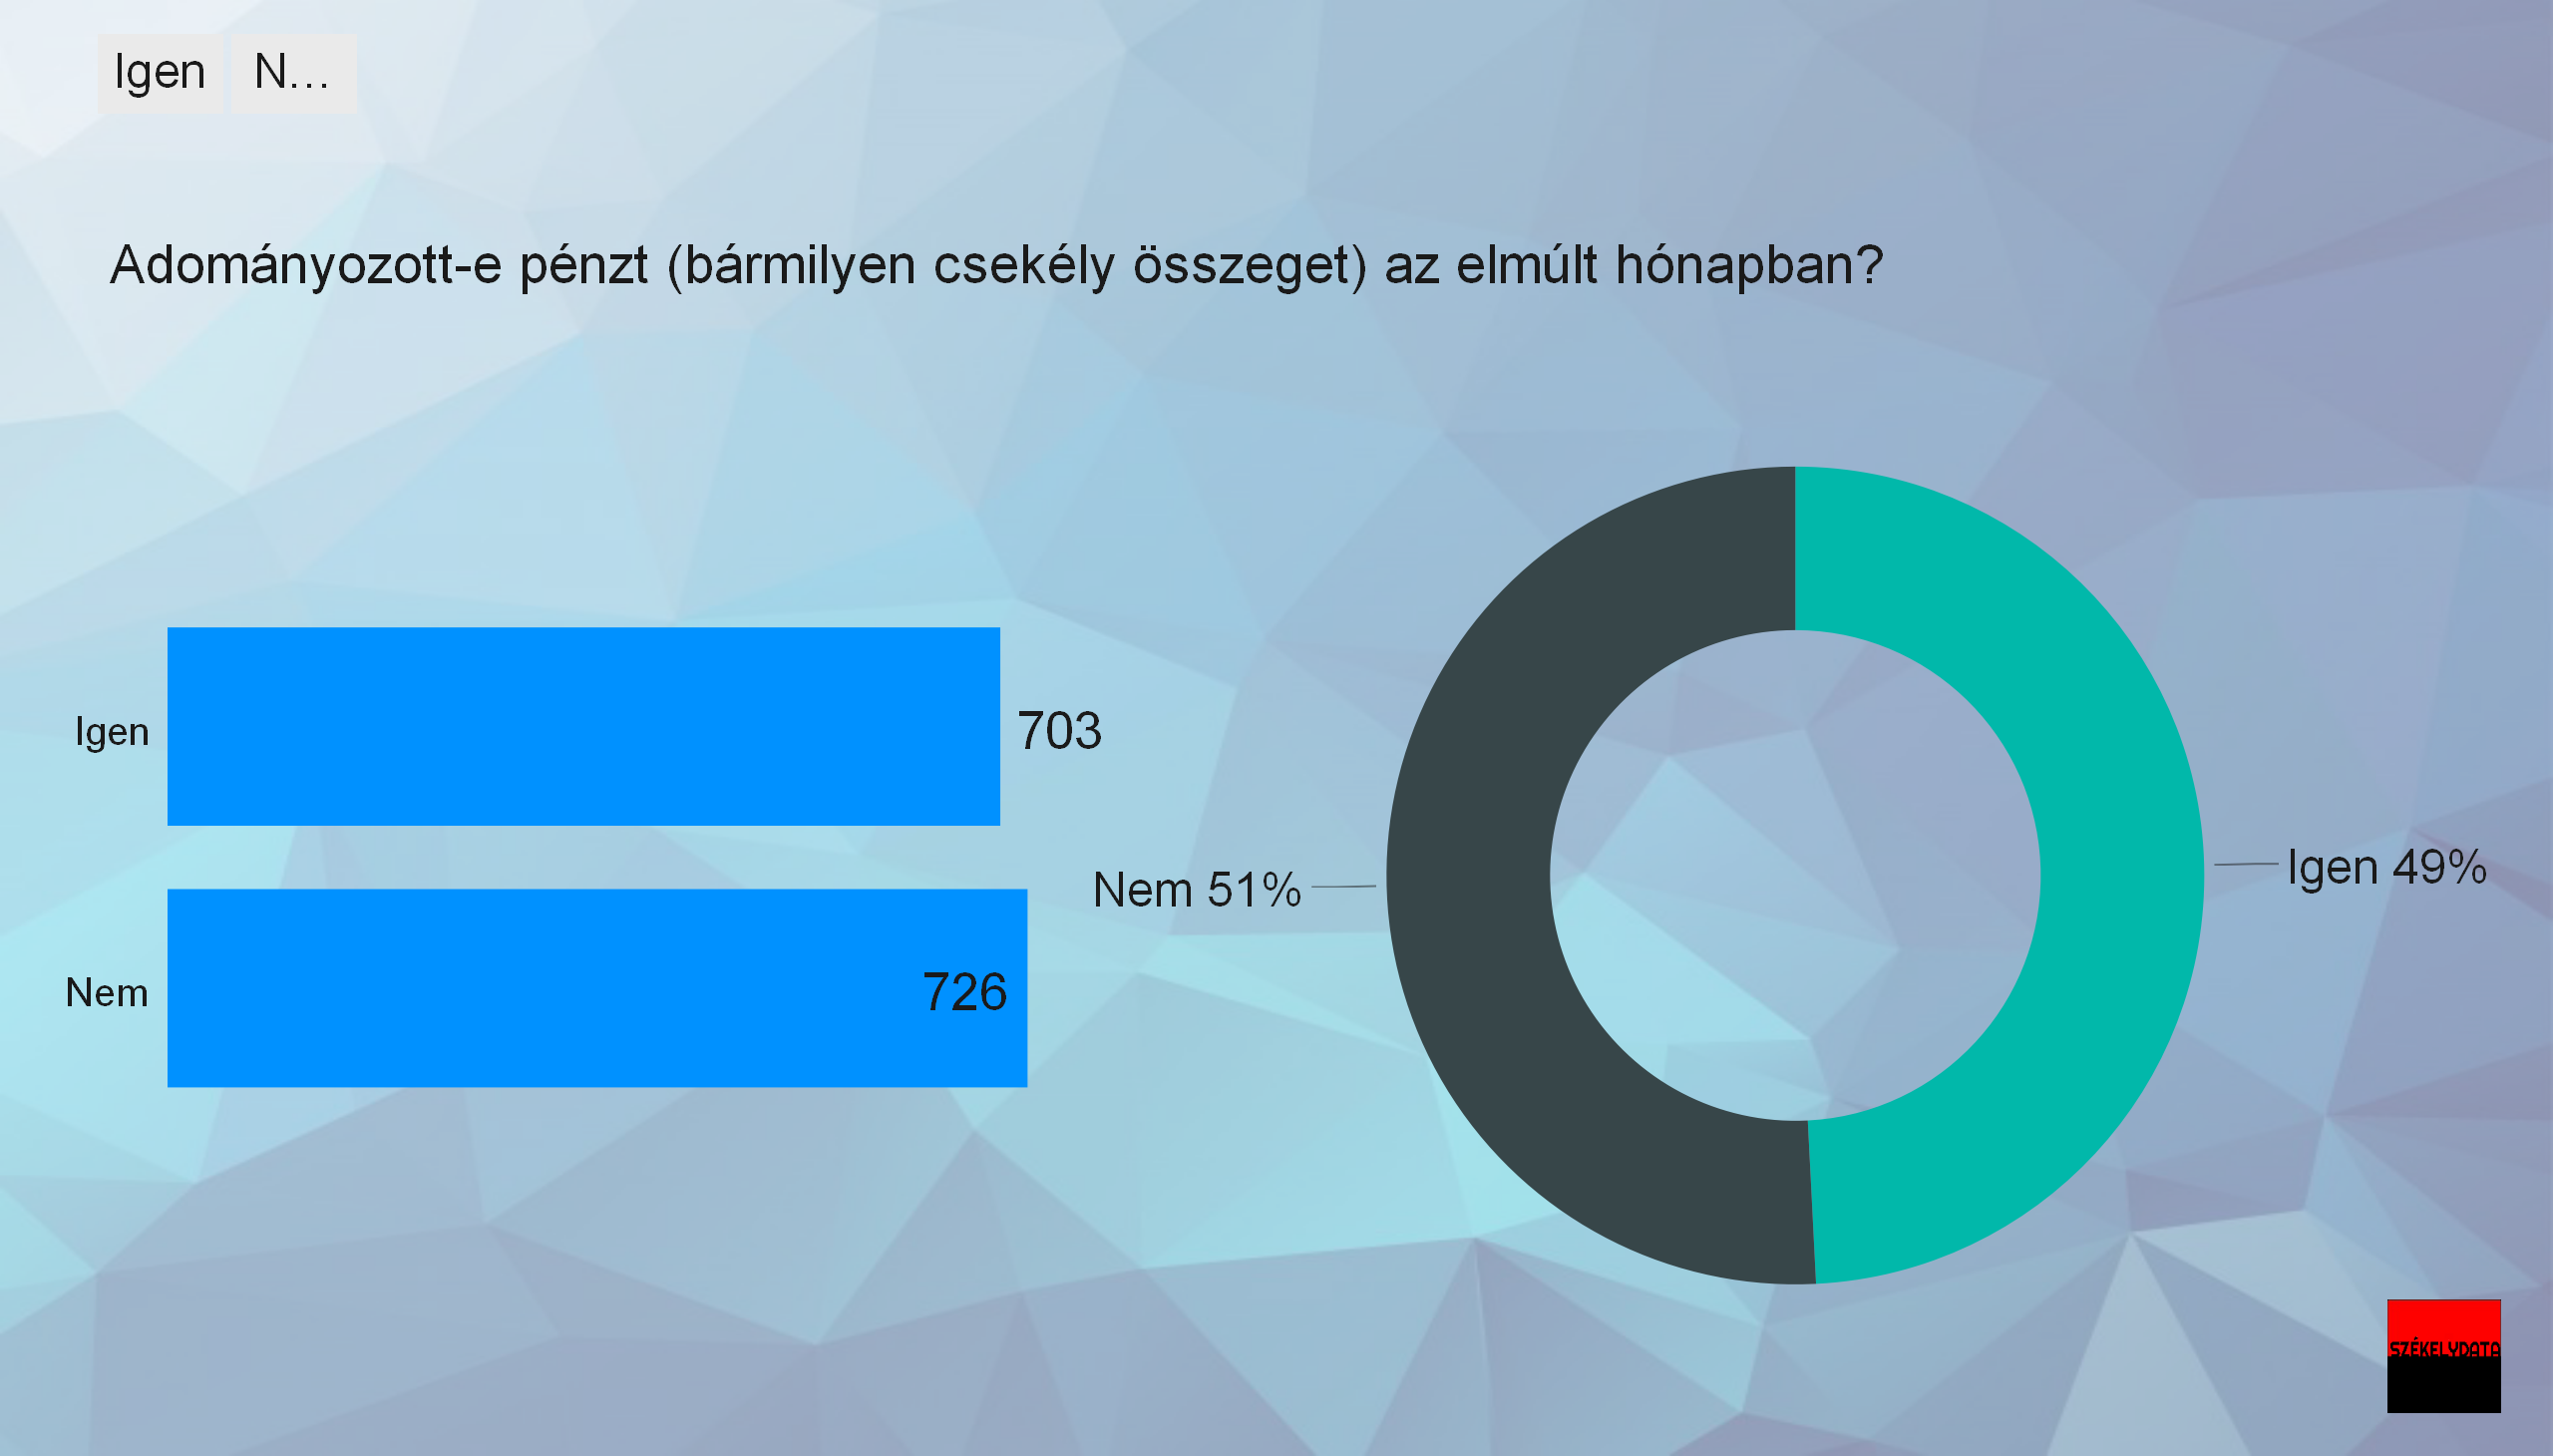 Igen N...
Adományozott-e pénzt (bármilyen csekély összeget) az elmúlt hónapban?
Igen 703
Nem 726
Nem 51%
Igen 49%
SZÉKELYDATA